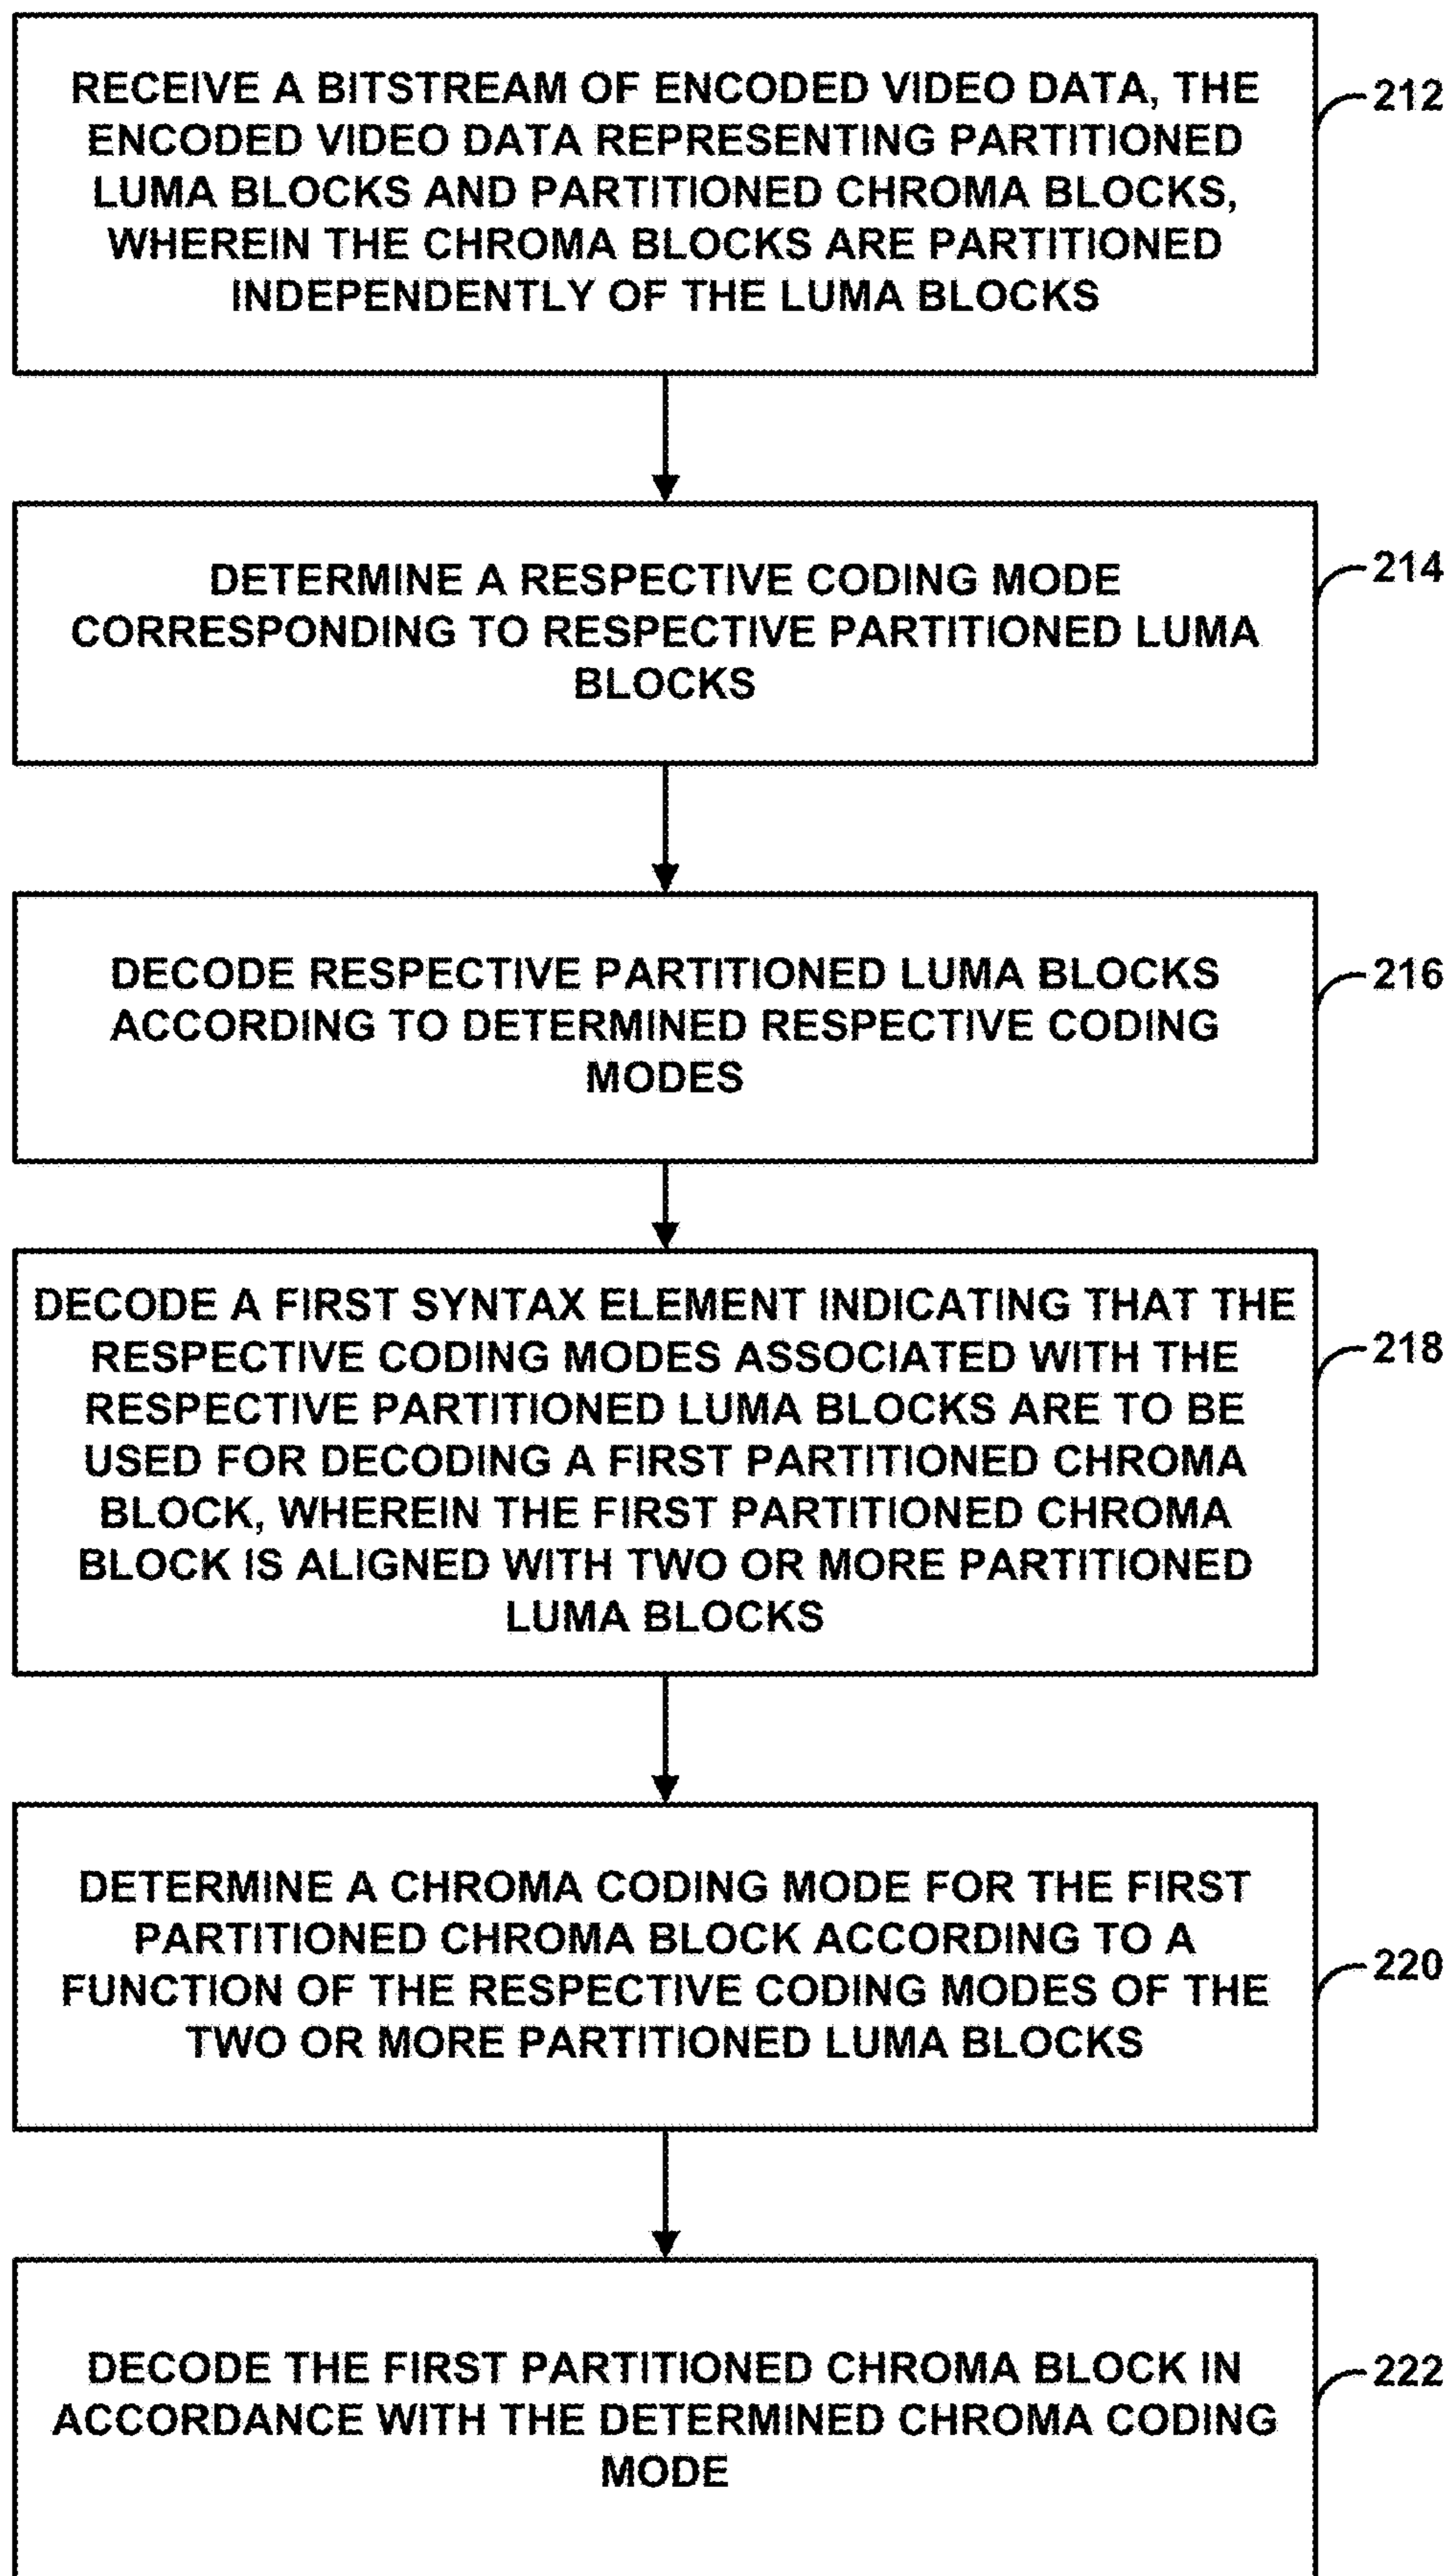 RECEIVE A BITSTREAM OF ENCODED VIDEO DATA, THE
ENCODED VIDEO DATA REPRESENTING PARTITIONED
LUMA BLOCKS AND PARTITIONED CHROMA BLOCKS,
WHEREIN THE CHROMA BLOCKS ARE PARTITIONED
INDEPENDENTLY OF THE LUMA BLOCKS
212
DETERMINE A RESPECTIVE CODING MODE
CORRESPONDING TO RESPECTIVE PARTITIONED LUMA
BLOCKS
214
DECODE RESPECTIVE PARTITIONED LUMA BLOCKS
ACCORDING TO DETERMINED RESPECTIVE CODING
MODES
216
DECODE A FIRST SYNTAX ELEMENT INDICATING THAT THE
RESPECTIVE CODING MODES ASSOCIATED WITH THE
RESPECTIVE PARTITIONED LUMA BLOCKS ARE TO BE
USED FOR DECODING A FIRST PARTITIONED CHROMA
BLOCK, WHEREIN THE FIRST PARTITIONED CHROMA
BLOCK IS ALIGNED WITH TWO OR MORE PARTITIONED
LUMA BLOCKS
218
DETERMINE A CHROMA CODING MODE FOR THE FIRST
PARTITIONED CHROMA BLOCK ACCORDING TO A
FUNCTION OF THE RESPECTIVE CODING MODES OF THE
TWO OR MORE PARTITIONED LUMA BLOCKS
220
DECODE THE FIRST PARTITIONED CHROMA BLOCK IN
ACCORDANCE WITH THE DETERMINED CHROMA CODING
MODE
222